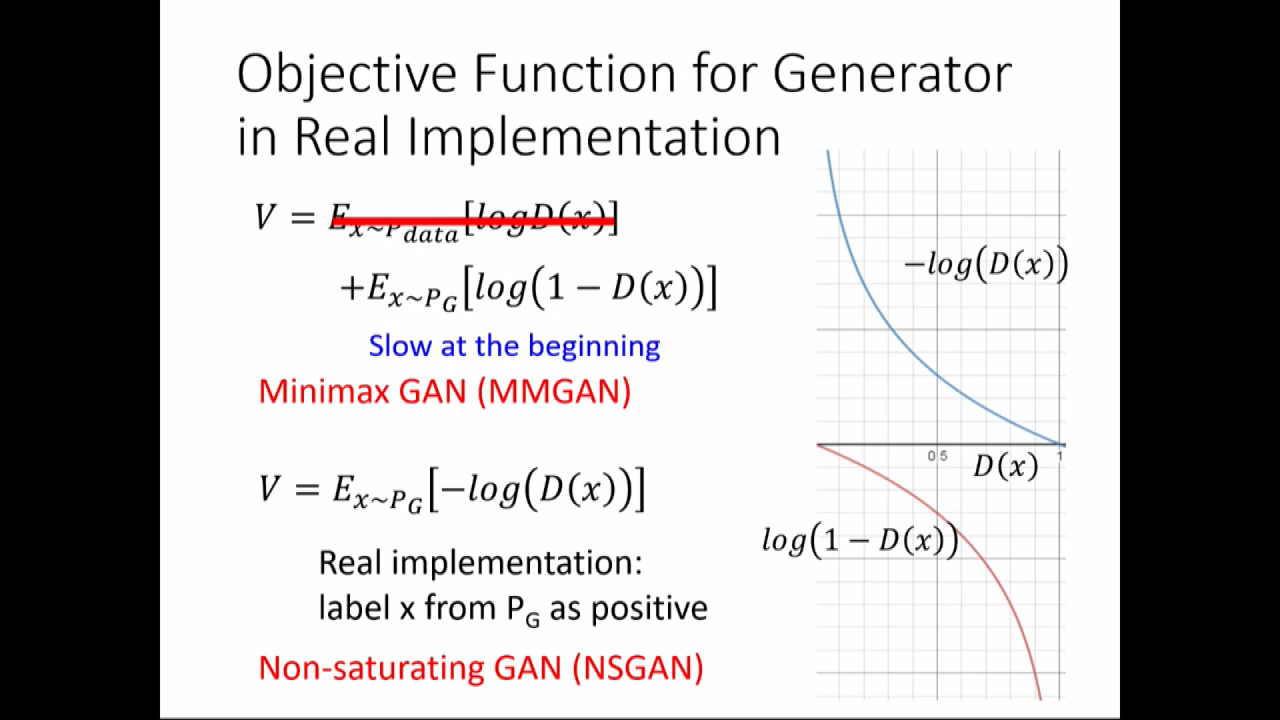 Objective Function for Generator
in Real Implementation
V = E_{x~P_{data}}[logD(x)]
+E_{x~P_G}[log(1 − D(x))]
Slow at the beginning
Minimax GAN (MMGAN)
V = E_{x~P_G}[−log(D(x))]
Real implementation:
label x from P_G as positive
Non-saturating GAN (NSGAN)
−log(D(x))
0.5
1
D(x)
log(1 − D(x))